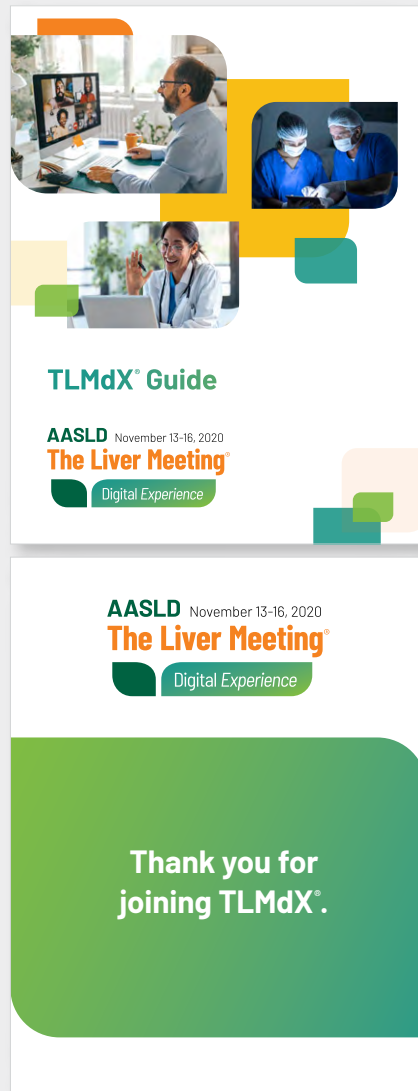 TLMdX® Guide
AASLD November 13-16, 2020
The Liver Meeting®
Digital Experience
AASLD November 13-16, 2020
The Liver Meeting®
Digital Experience
Thank you for
joining TLMdX®.